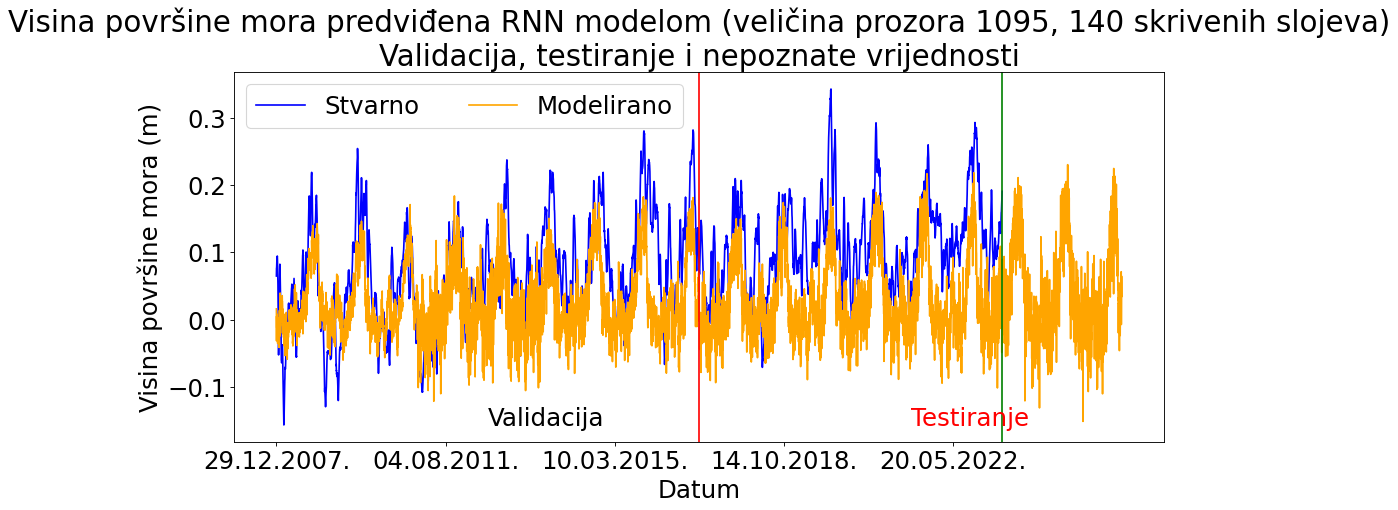 Visina površine mora predviđena RNN modelom (veličina prozora 1095, 140 skrivenih slojeva)
Validacija, testiranje i nepoznate vrijednosti
Stvarno
Modelirano
Visina površine mora (m)
0.3
0.2
0.1
0.0
−0.1
Validacija
Testiranje
29.12.2007.
04.08.2011.
10.03.2015.
14.10.2018.
20.05.2022.
Datum